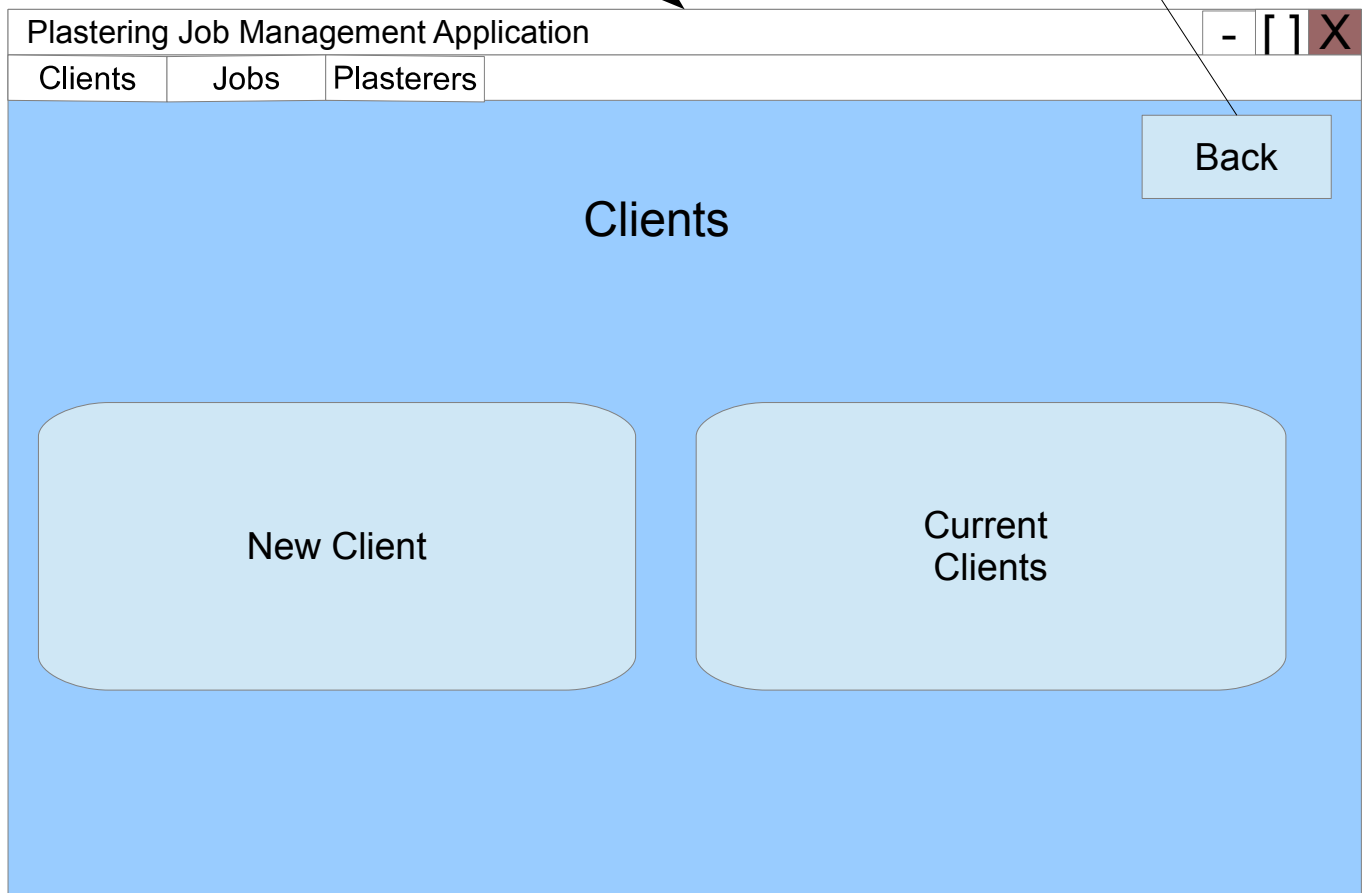 Plastering Job Management Application
- [ ] X
Clients Jobs Plasterers
Back
Clients
New Client
Current
Clients